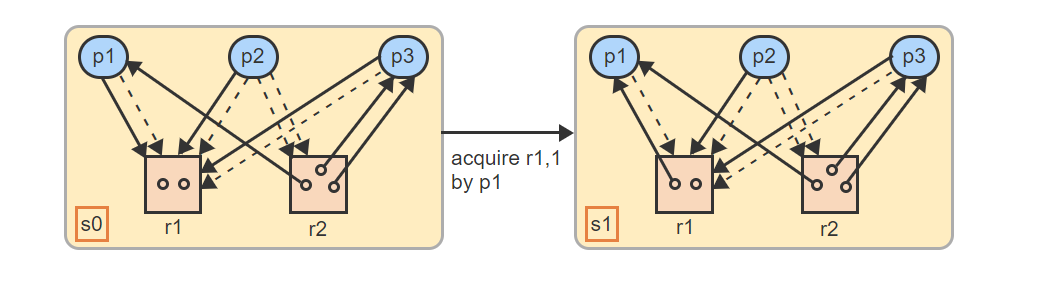 p1 p2 p3
r1 r2
s0
acquire r1,1
by p1
p1 p2 p3
r1 r2
s1